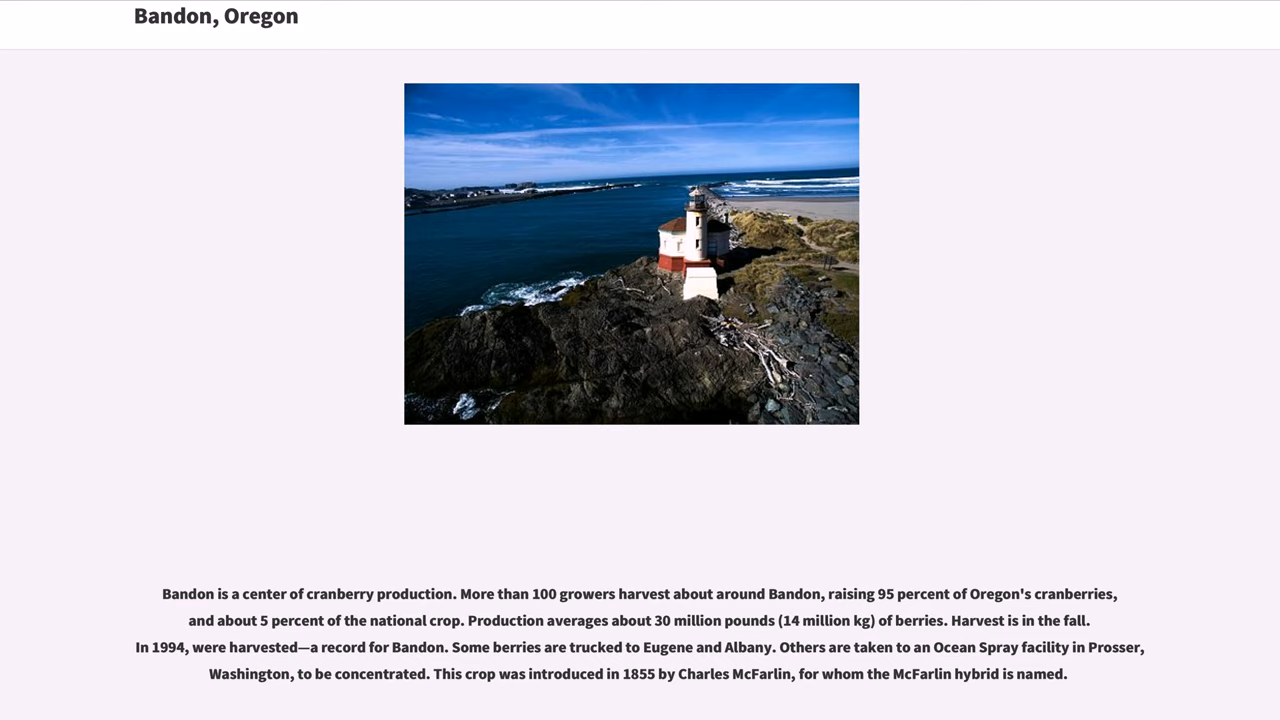 Bandon, Oregon
Bandon is a center of cranberry production. More than 100 growers harvest about around Bandon, raising 95 percent of Oregon's cranberries,
and about 5 percent of the national crop. Production averages about 30 million pounds (14 million kg) of berries. Harvest is in the fall.
In 1994, were harvested—a record for Bandon. Some berries are trucked to Eugene and Albany. Others are taken to an Ocean Spray facility in Prosser,
Washington, to be concentrated. This crop was introduced in 1855 by Charles McFarlin, for whom the McFarlin hybrid is named.